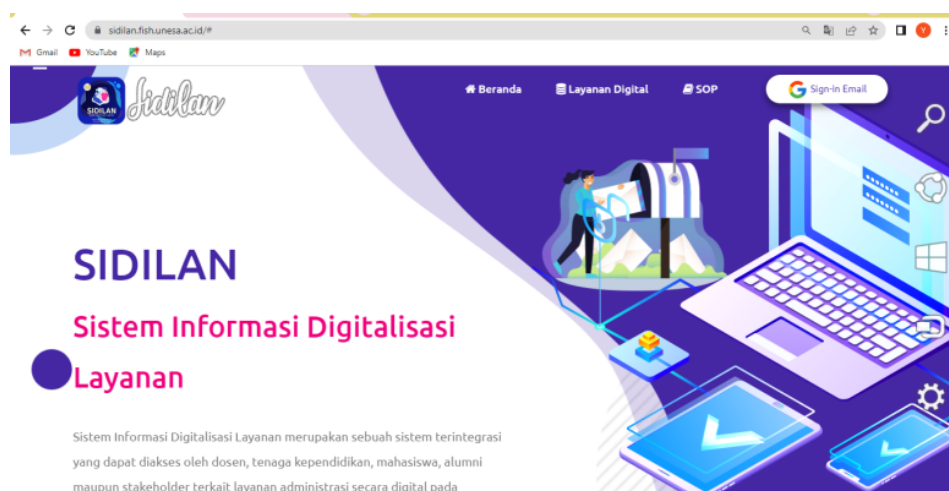 sidilan.fish.unesa.ac.id/#
Gmail YouTube Maps
SIDILAN
Sidilan
Beranda Layanan Digital SOP Sign-in Email
SIDILAN
Sistem Informasi Digitalisasi
Layanan
Sistem Informasi Digitalisasi Layanan merupakan sebuah sistem terintegrasi
yang dapat diakses oleh dosen, tenaga kependidikan, mahasiswa, alumni
maupun stakeholder terkait layanan administrasi secara digital pada